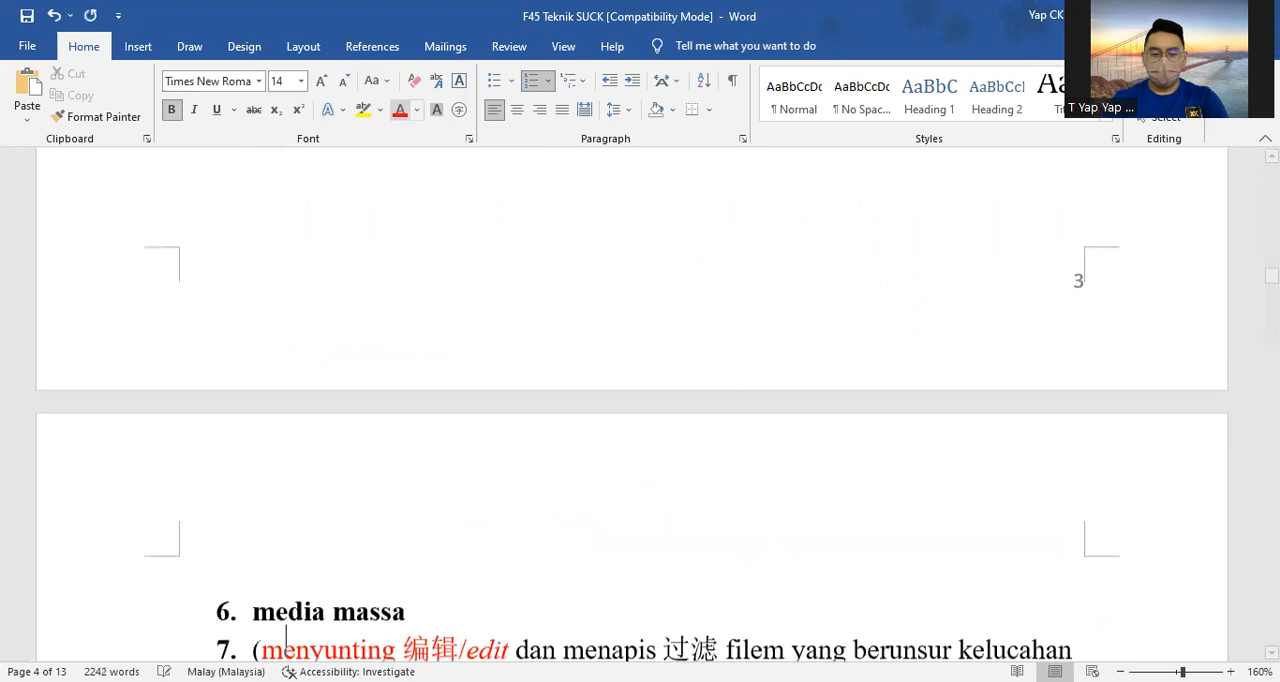 F45 Teknik SUCK [Compatibility Mode] - Word
Yap CK
File Home Insert Draw Design Layout References Mailings Review View Help Tell me what you want to do
T Yap Yap ...
Cut
Copy
Paste
Format Painter
Clipboard
Times New Roma 14
Font
Paragraph
AaBbCcDc AaBbCcDc AaBbC AaBbCcI
Normal No Spac... Heading 1 Heading 2
Styles
Select
Editing
3
6. media massa
7. (menyunting 编辑/edit dan menapis 过滤 filem yang berunsur kelucahan
Page 4 of 13 2242 words Malay (Malaysia) Accessibility: Investigate 160%